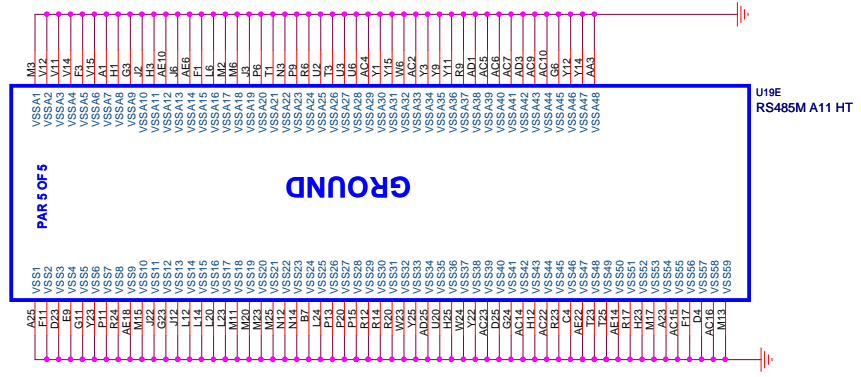 M3
V12
V11
V14
F3
V15
A1
H1
G3
J2
H3
AE10
J6
AE6
F1
L6
M2
M6
J3
P6
T1
N3
P9
R6
U2
T3
U3
U6
AC4
Y1
Y15
W6
AC2
Y3
Y9
Y11
R9
AD1
AC5
AC6
AC7
AD3
AC9
AC10
G6
Y12
Y14
AA3
U19E
RS485M A11 HT
VSSA1
VSSA2
VSSA3
VSSA4
VSSA5
VSSA6
VSSA7
VSSA8
VSSA9
VSSA10
VSSA11
VSSA12
VSSA13
VSSA14
VSSA15
VSSA16
VSSA17
VSSA18
VSSA19
VSSA20
VSSA21
VSSA22
VSSA23
VSSA24
VSSA25
VSSA26
VSSA27
VSSA28
VSSA29
VSSA30
VSSA31
VSSA32
VSSA33
VSSA34
VSSA35
VSSA36
VSSA37
VSSA38
VSSA39
VSSA40
VSSA41
VSSA42
VSSA43
VSSA44
VSSA45
VSSA46
VSSA47
VSSA48
PAR 5 OF 5
GROUND
VSS1
VSS2
VSS3
VSS4
VSS5
VSS6
VSS7
VSS8
VSS9
VSS10
VSS11
VSS12
VSS13
VSS14
VSS15
VSS16
VSS17
VSS18
VSS19
VSS20
VSS21
VSS22
VSS23
VSS24
VSS25
VSS26
VSS27
VSS28
VSS29
VSS30
VSS31
VSS32
VSS33
VSS34
VSS35
VSS36
VSS37
VSS38
VSS39
VSS40
VSS41
VSS42
VSS43
VSS44
VSS45
VSS46
VSS47
VSS48
VSS49
VSS50
VSS51
VSS52
VSS53
VSS54
VSS55
VSS56
VSS57
VSS58
VSS59
A25
F11
D23
E9
G11
Y23
P11
R24
AE18
M15
J22
G23
J12
L12
L14
L20
L23
M11
M20
M23
M25
N12
N14
B7
L24
P13
P20
P15
R12
R14
R20
W23
Y25
AD25
U20
H25
W24
Y22
AC23
D25
G24
AC14
H12
AC22
R23
C4
AE22
T23
T25
AE14
R17
H23
M17
A23
AC15
F17
D4
AC16
M13